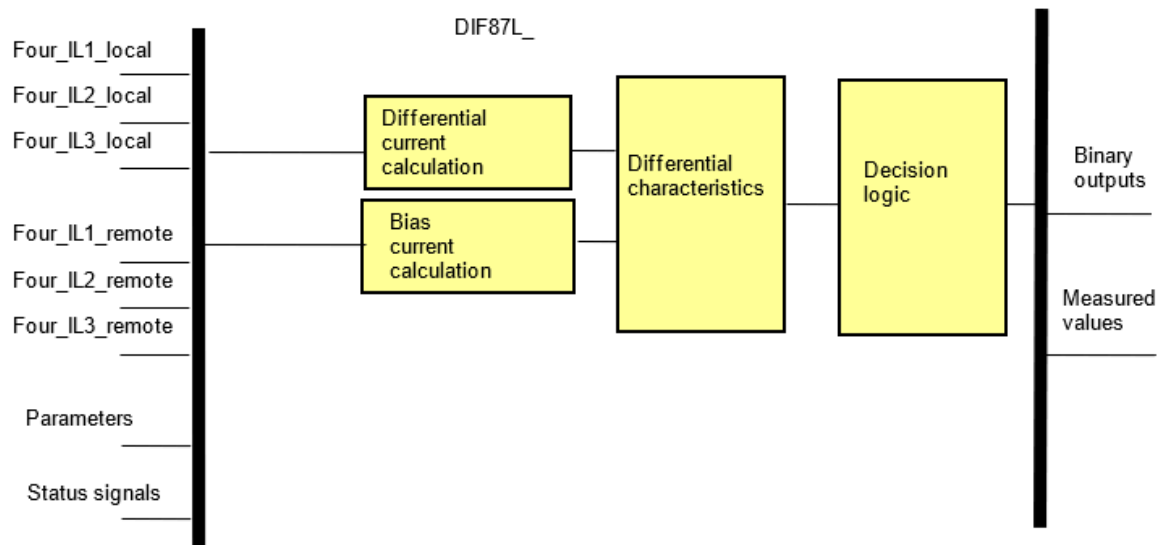 DIF87L_
Four_IL1_local
Four_IL2_local
Four_IL3_local
Four_IL1_remote
Four_IL2_remote
Four_IL3_remote
Parameters
Status signals
Differential
current
calculation
Bias
current
calculation
Differential
characteristics
Decision
logic
Binary
outputs
Measured
values